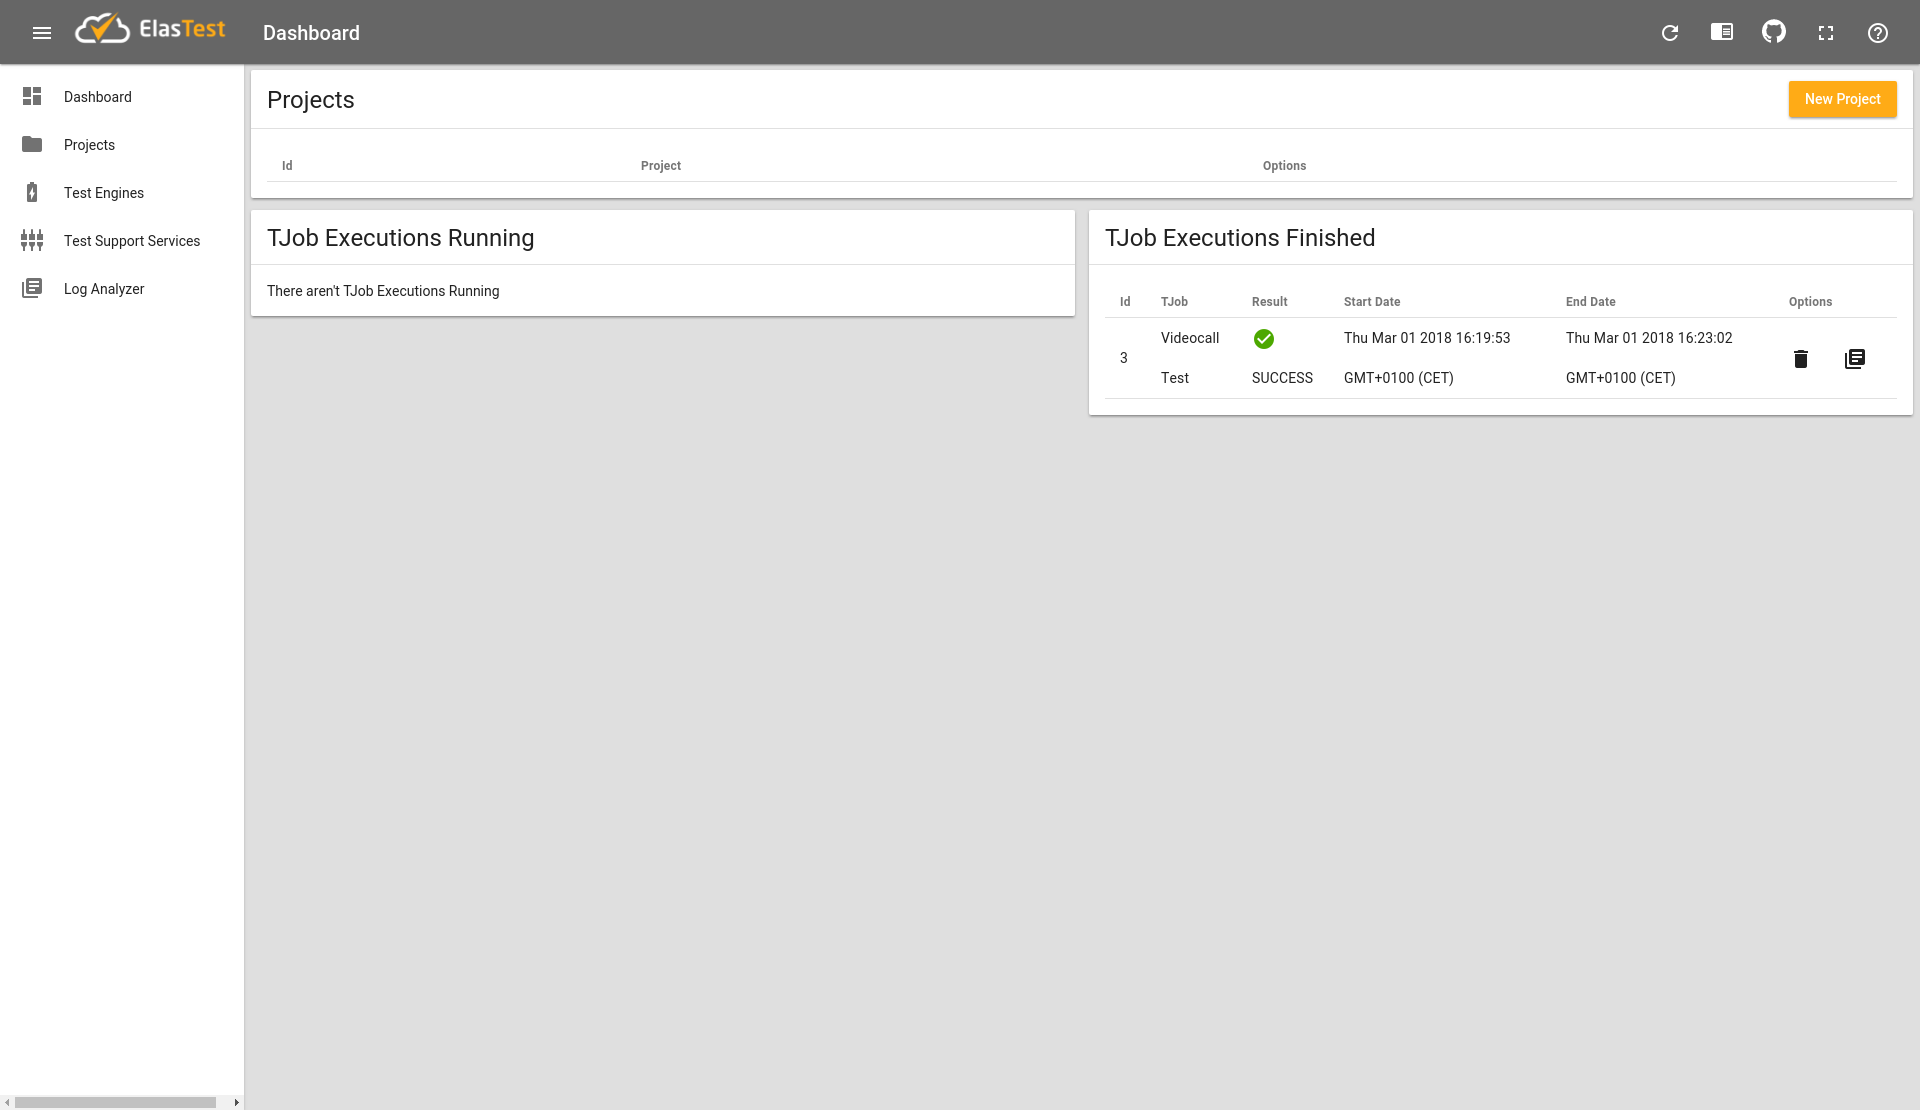 ElasTest Dashboard
Dashboard
Projects
Test Engines
Test Support Services
Log Analyzer
Projects New Project
Id Project Options
TJob Executions Running
There aren't TJob Executions Running
TJob Executions Finished
Id TJob Result Start Date End Date Options
Videocall Thu Mar 01 2018 16:19:53 Thu Mar 01 2018 16:23:02
3
Test SUCCESS GMT+0100 (CET) GMT+0100 (CET)